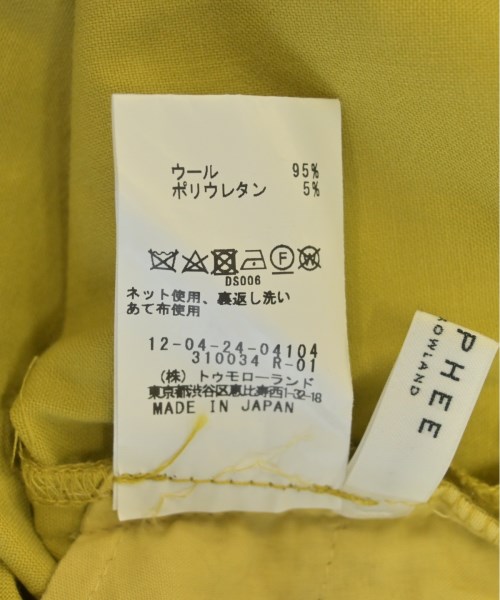 ウール 95%
ポリウレタン 5%
F W
DS006
ネット使用、裏返し洗い
あて布使用
12-04-24-04104
310034 R-01
(株) トゥモローランド
東京都渋谷区恵比寿西1-32-18
MADE IN JAPAN
PHEE
ROWLAND